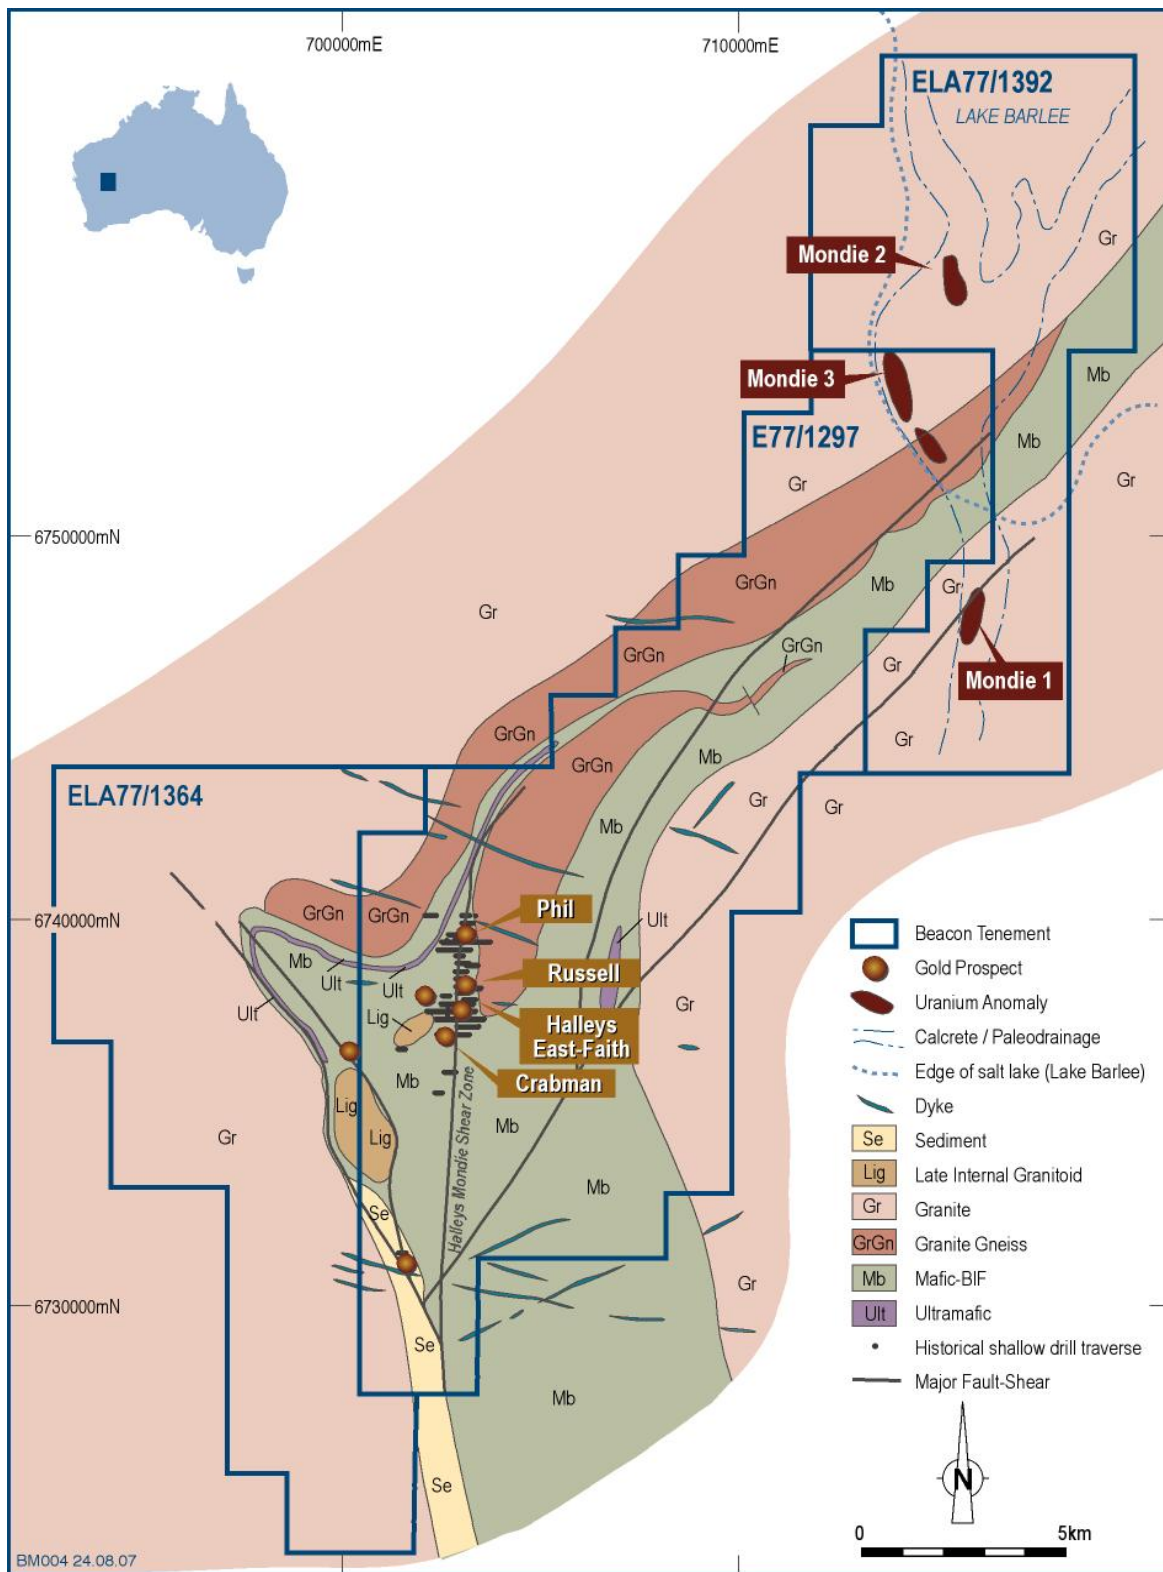 700000mE
710000mE
ELA77/1392
LAKE BARLEE
Gr
Mondie 2
Mb
Mondie 3
Mb
E77/1297
Gr
Gr
6750000mN
GrGn
Mb
Gr
Gr
GrGn
GrGn
Gr
Mondie 1
GrGn
Gr
Mb
GrGn
ELA77/1364
Gr
Gr
Mb
GrGn
GrGn
Phil
6740000mN
Ult
Mb
Ult
Ult
Russell
Ult
Gr
Lig
Halleys
East-Faith
Crabman
Mb
Lig
Lig
Gr
Mb
Halleys Mondie Shear Zone
Mb
Se
Gr
6730000mN
Se
Mb
Se
Beacon Tenement
Gold Prospect
Uranium Anomaly
Calcrete / Paleodrainage
Edge of salt lake (Lake Barlee)
Dyke
Se Sediment
Lig Late Internal Granitoid
Gr Granite
GrGn Granite Gneiss
Mb Mafic-BIF
Ult Ultramafic
Historical shallow drill traverse
Major Fault-Shear
N
0 5km
BM004 24.08.07